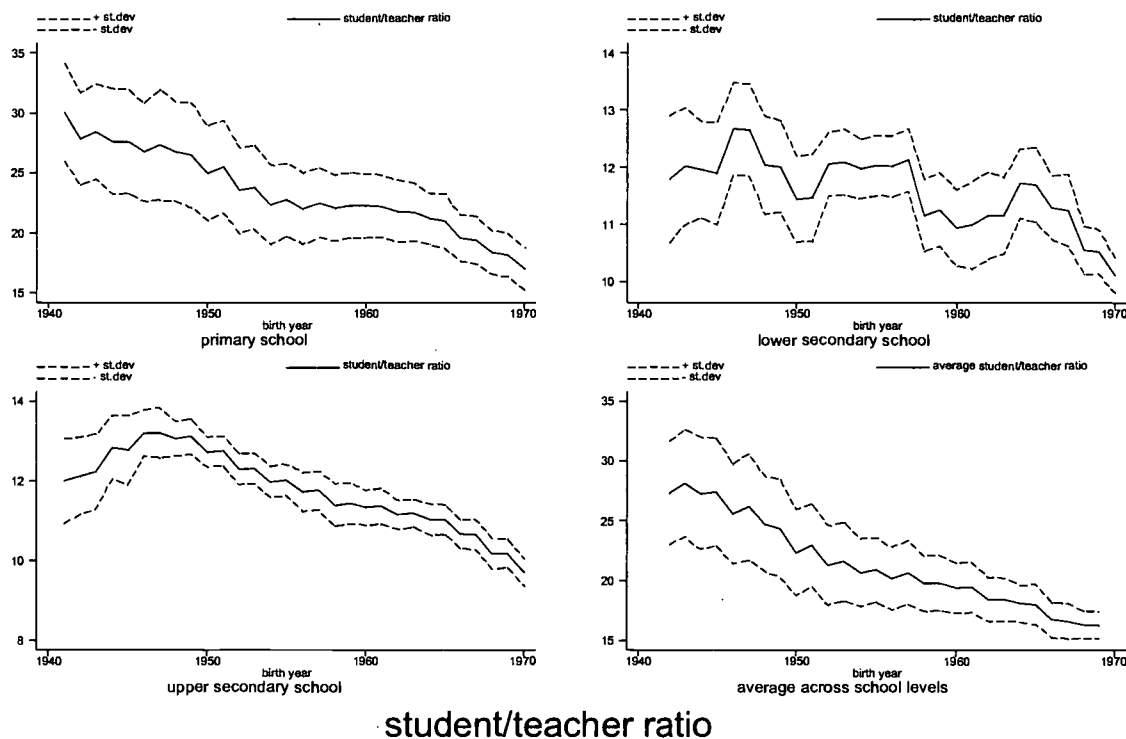 + st.dev
st.dev
student/teacher ratio
35
30
25
20
15
1940
1950
1960
1970
birth year
primary school
+ st.dev
st.dev
student/teacher ratio
14
13
12
11
10
1940
1950
1960
1970
birth year
lower secondary school
+ st.dev
st.dev
student/teacher ratio
14
12
10
8
1940
1950
1960
1970
birth year
upper secondary school
+ st.dev
st.dev
average student/teacher ratio
35
30
25
20
15
1940
1950
1960
1970
birth year
average across school levels
student/teacher ratio